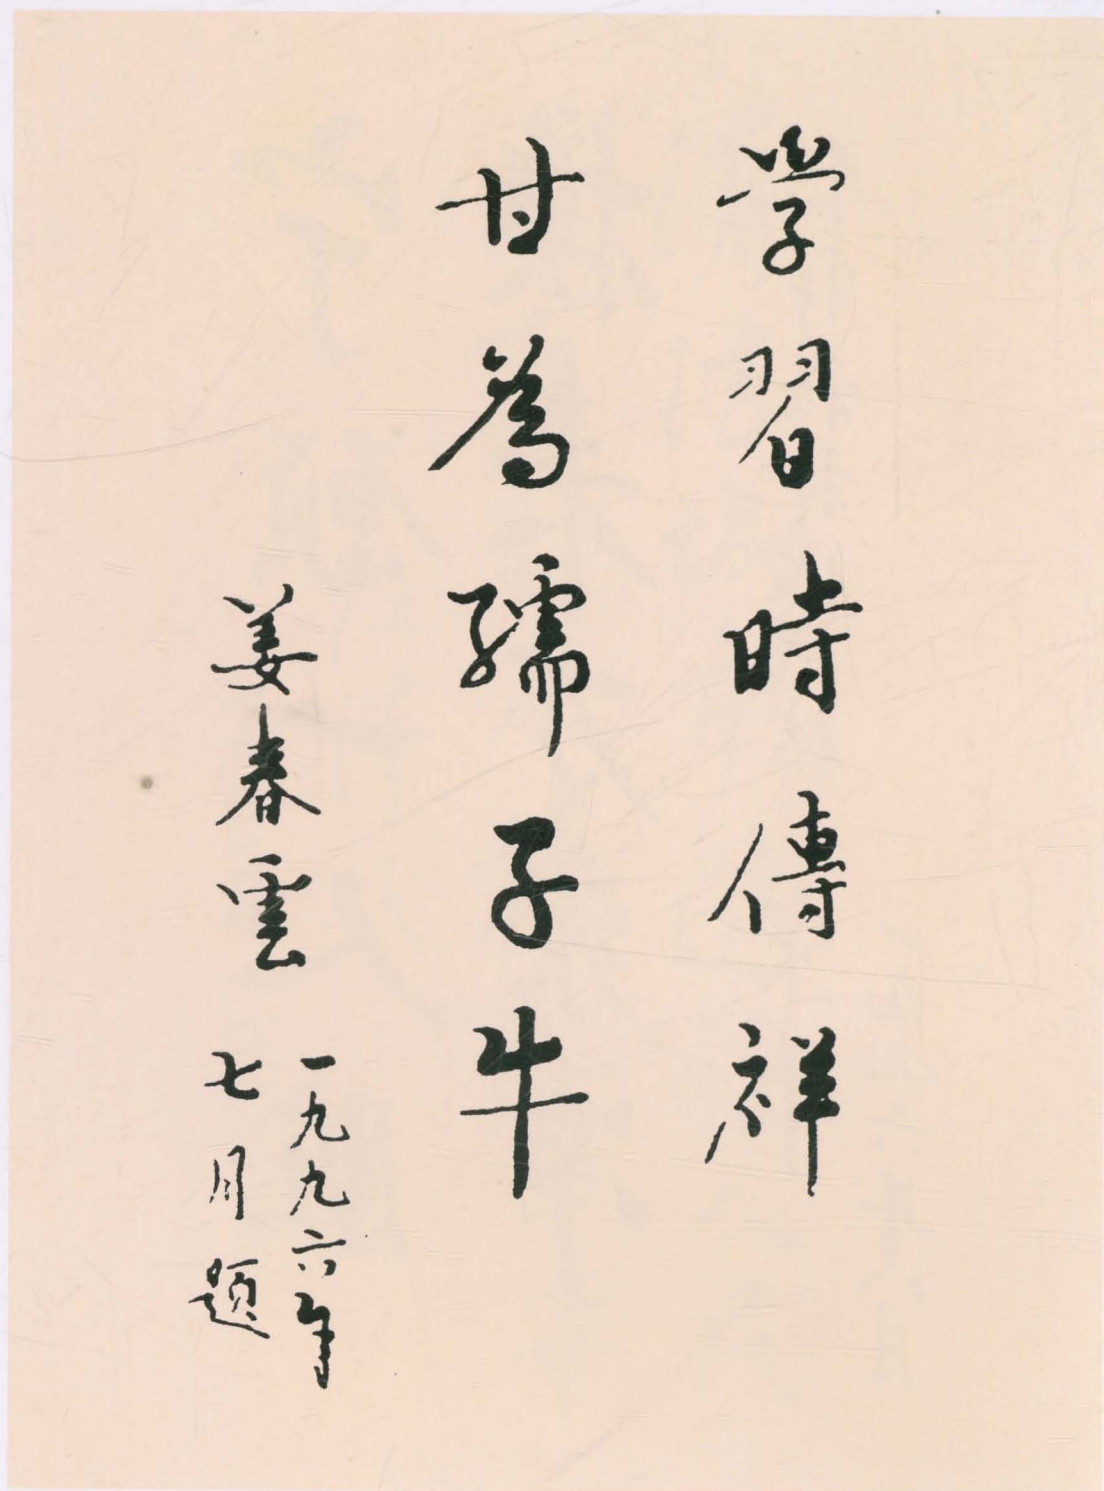 學習時傳祥
甘為孺子牛
姜春雲
一九九六年
七月題